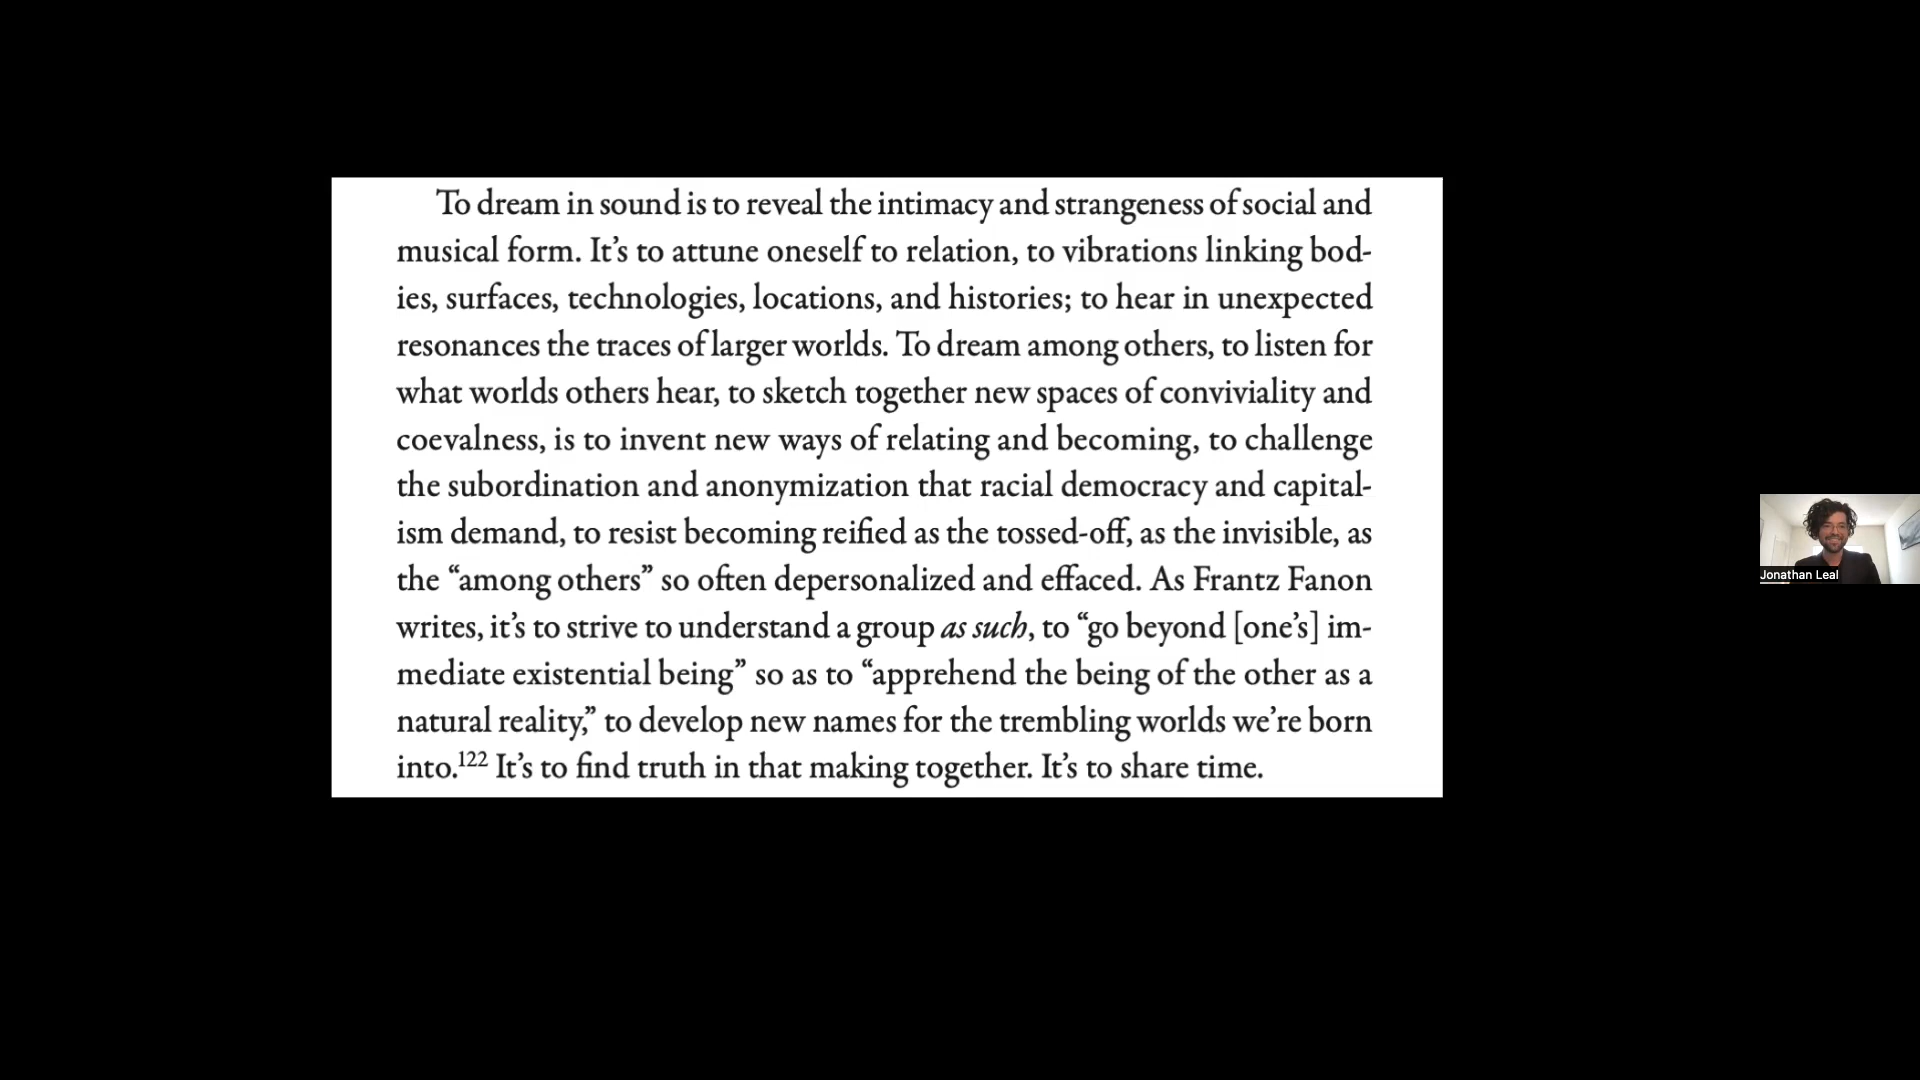 To dream in sound is to reveal the intimacy and strangeness of social and
musical form. It’s to attune oneself to relation, to vibrations linking bod-
ies, surfaces, technologies, locations, and histories; to hear in unexpected
resonances the traces of larger worlds. To dream among others, to listen for
what worlds others hear, to sketch together new spaces of conviviality and
coevalness, is to invent new ways of relating and becoming, to challenge
the subordination and anonymization that racial democracy and capital-
ism demand, to resist becoming reified as the tossed-off, as the invisible, as
the “among others” so often depersonalized and effaced. As Frantz Fanon
writes, it’s to strive to understand a group as such, to “go beyond [one’s] im-
mediate existential being” so as to “apprehend the being of the other as a
natural reality,” to develop new names for the trembling worlds we’re born
into.122 It’s to find truth in that making together. It’s to share time.
Jonathan Leal